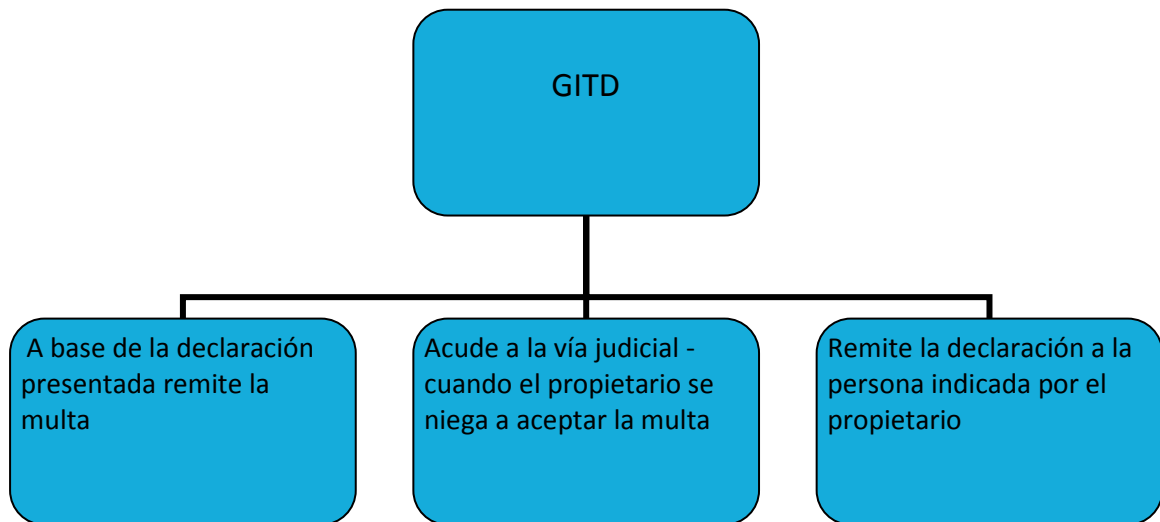 GITD
A base de la declaración
presentada remite la
multa
Acude a la vía judicial -
cuando el propietario se
niega a aceptar la multa
Remite la declaración a la
persona indicada por el
propietario